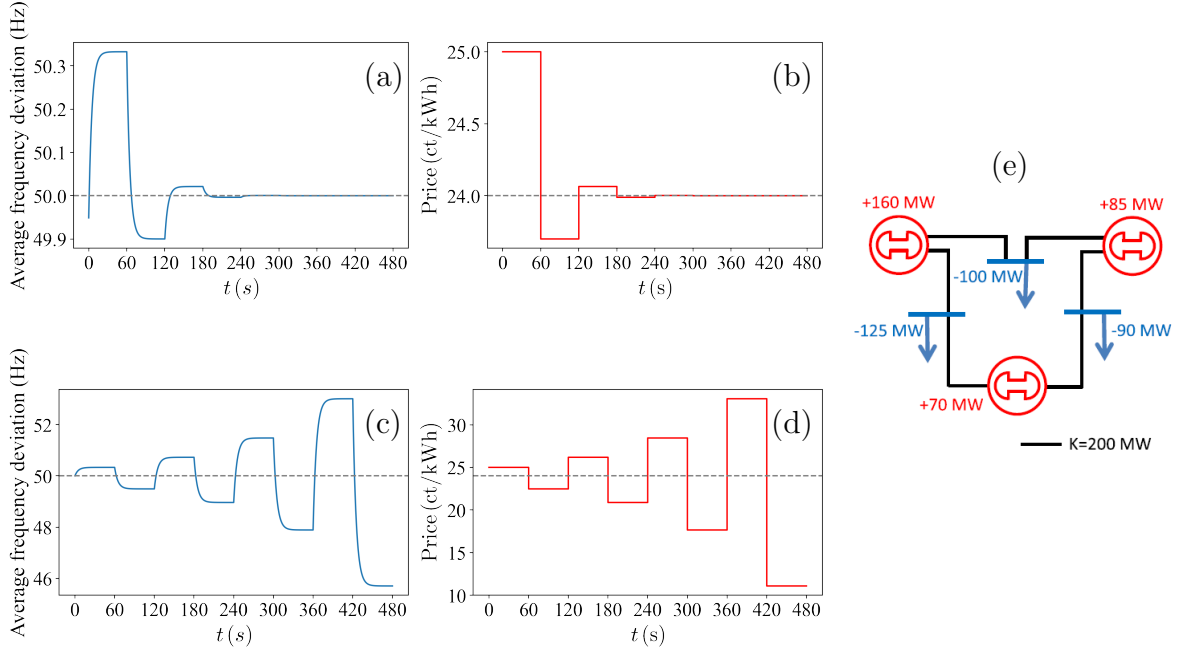 Average frequency deviation (Hz)
50.3
50.2
50.1
50.0
49.9
0 60 120 180 240 300 360 420 480
t (s)
(a)
Price (ct/kWh)
25.0
24.5
24.0
0 60 120 180 240 300 360 420 480
t (s)
(b)
Average frequency deviation (Hz)
52
50
48
46
0 60 120 180 240 300 360 420 480
t (s)
(c)
Price (ct/kWh)
30
25
20
15
10
0 60 120 180 240 300 360 420 480
t (s)
(d)
(e)
+160 MW
+85 MW
-100 MW
-125 MW
-90 MW
+70 MW
K=200 MW